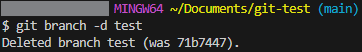 MINGW64 ~/Documents/git-test (main)
$ git branch -d test
Deleted branch test (was 71b7447).